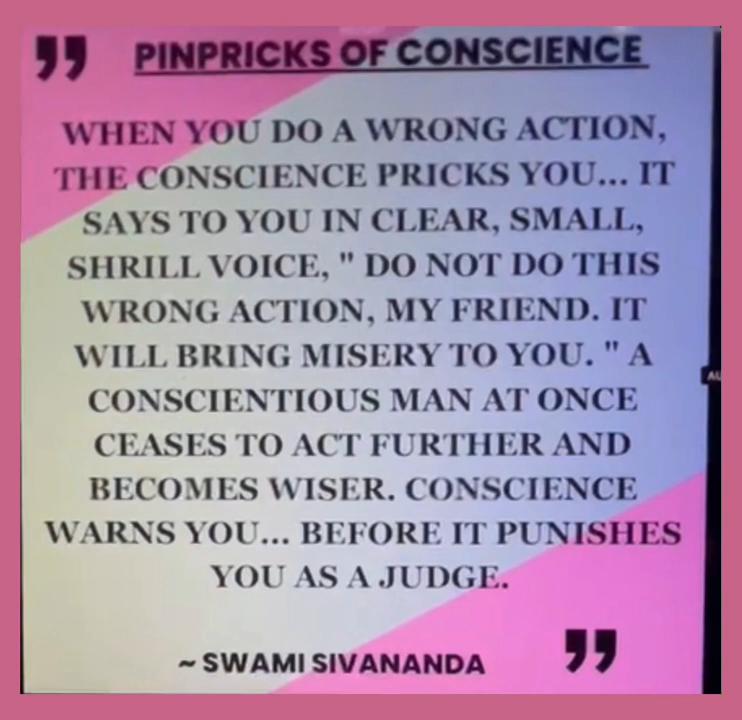 " PINPRICKS OF CONSCIENCE
WHEN YOU DO A WRONG ACTION,
THE CONSCIENCE PRICKS YOU... IT
SAYS TO YOU IN CLEAR, SMALL,
SHRILL VOICE, " DO NOT DO THIS
WRONG ACTION, MY FRIEND. IT
WILL BRING MISERY TO YOU. " A
CONSCIENTIOUS MAN AT ONCE
CEASES TO ACT FURTHER AND
BECOMES WISER. CONSCIENCE
WARNS YOU... BEFORE IT PUNISHES
YOU AS A JUDGE.
~ SWAMI SIVANANDA "